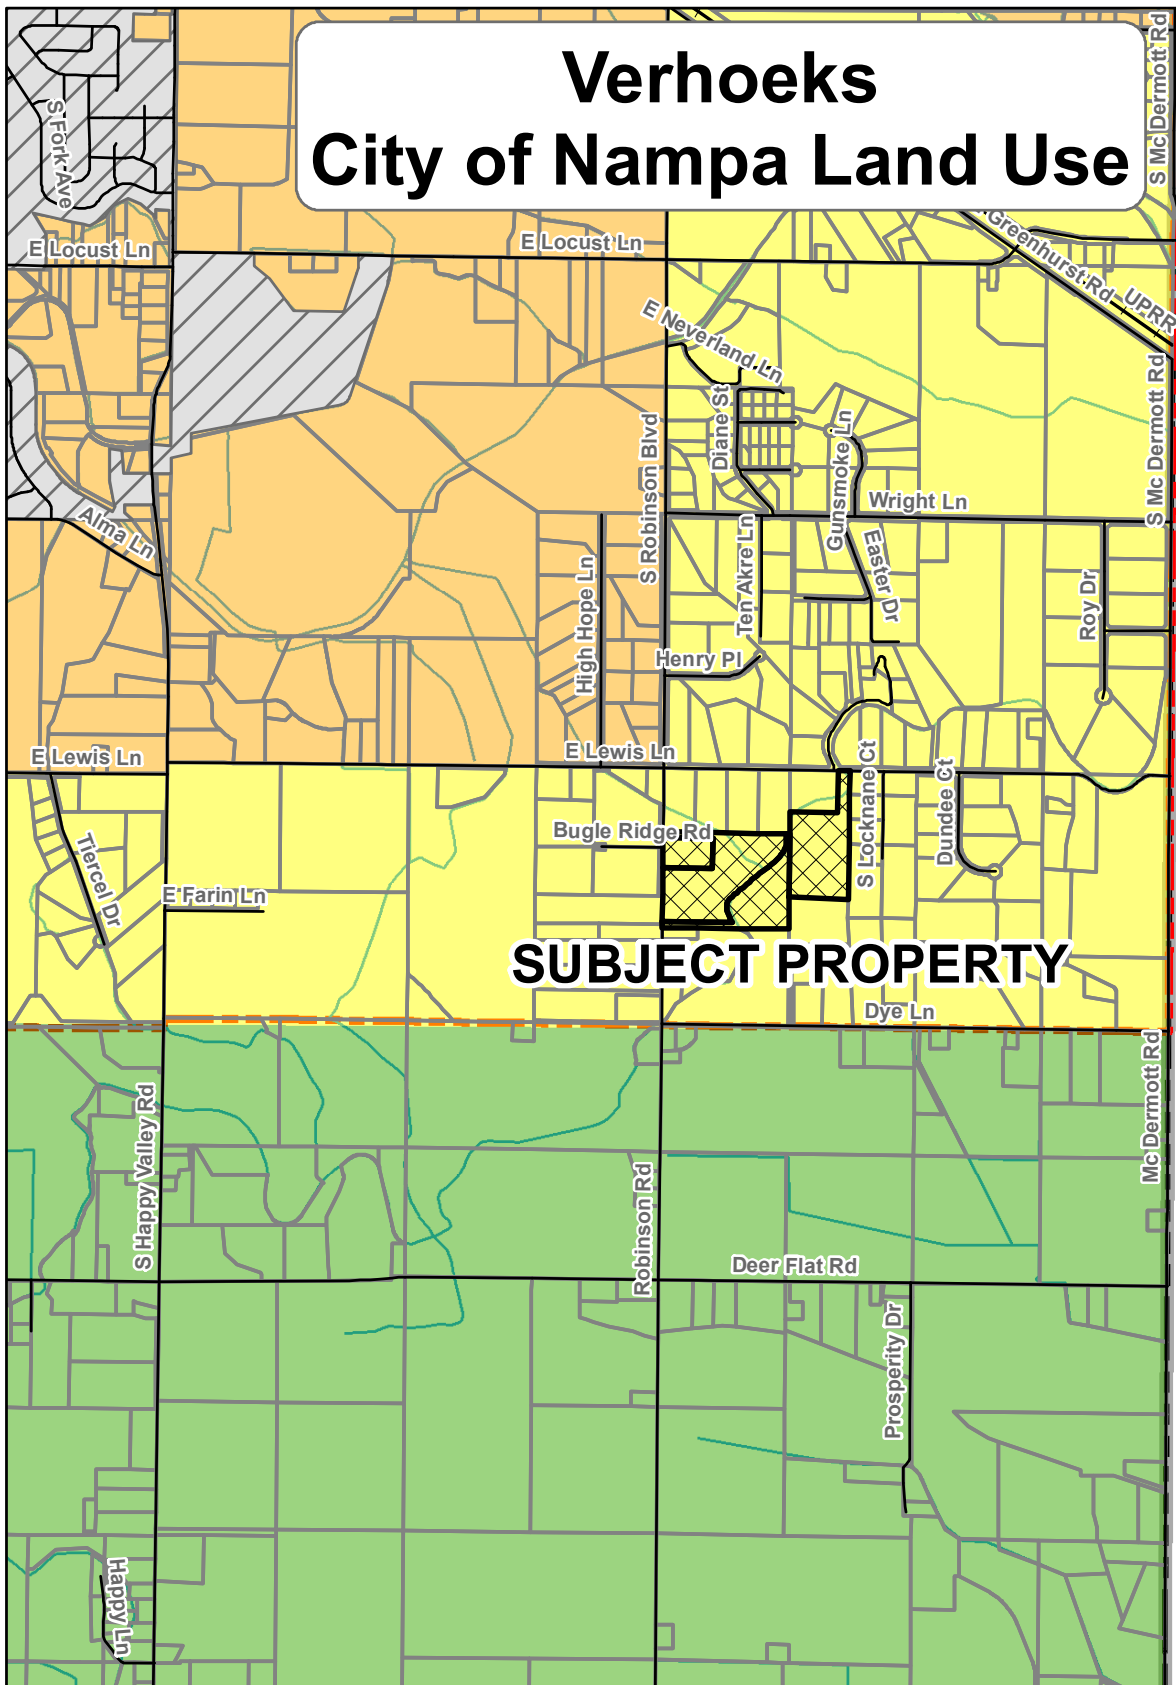 Verhoeks
City of Nampa Land Use
S Mc Dermott Rd
S Fork Ave
E Locust Ln
E Locust Ln
Greenhurst Rd
UPRR
E Neverland Ln
S Mc Dermott Rd
Diane St
Gunsmoke Ln
S Robinson Blvd
Wright Ln
Alma Ln
Ten Akre Ln
Easter Dr
High Hope Ln
Roy Dr
Henry Pl
E Lewis Ln
E Lewis Ln
S Locknane Ct
Dundee Ct
Bugle Ridge Rd
Tiercel Dr
E Farin Ln
SUBJECT PROPERTY
Dye Ln
S Happy Valley Rd
Mc Dermott Rd
Robinson Rd
Deer Flat Rd
Prosperity Dr
Happy Ln